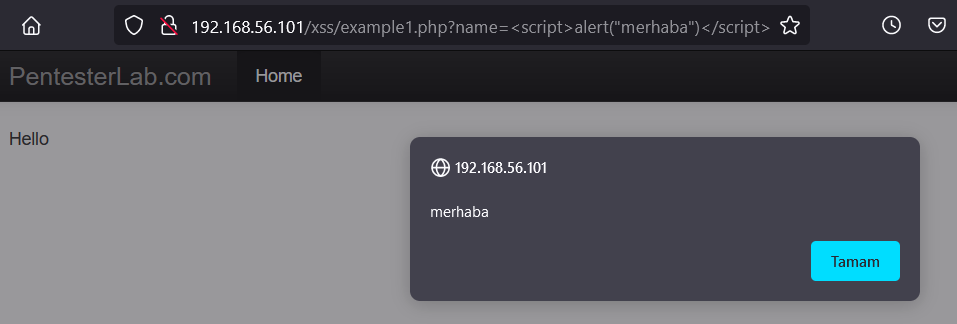 192.168.56.101/xss/example1.php?name=<script>alert("merhaba")</script>
PentesterLab.com Home
Hello
192.168.56.101
merhaba
Tamam